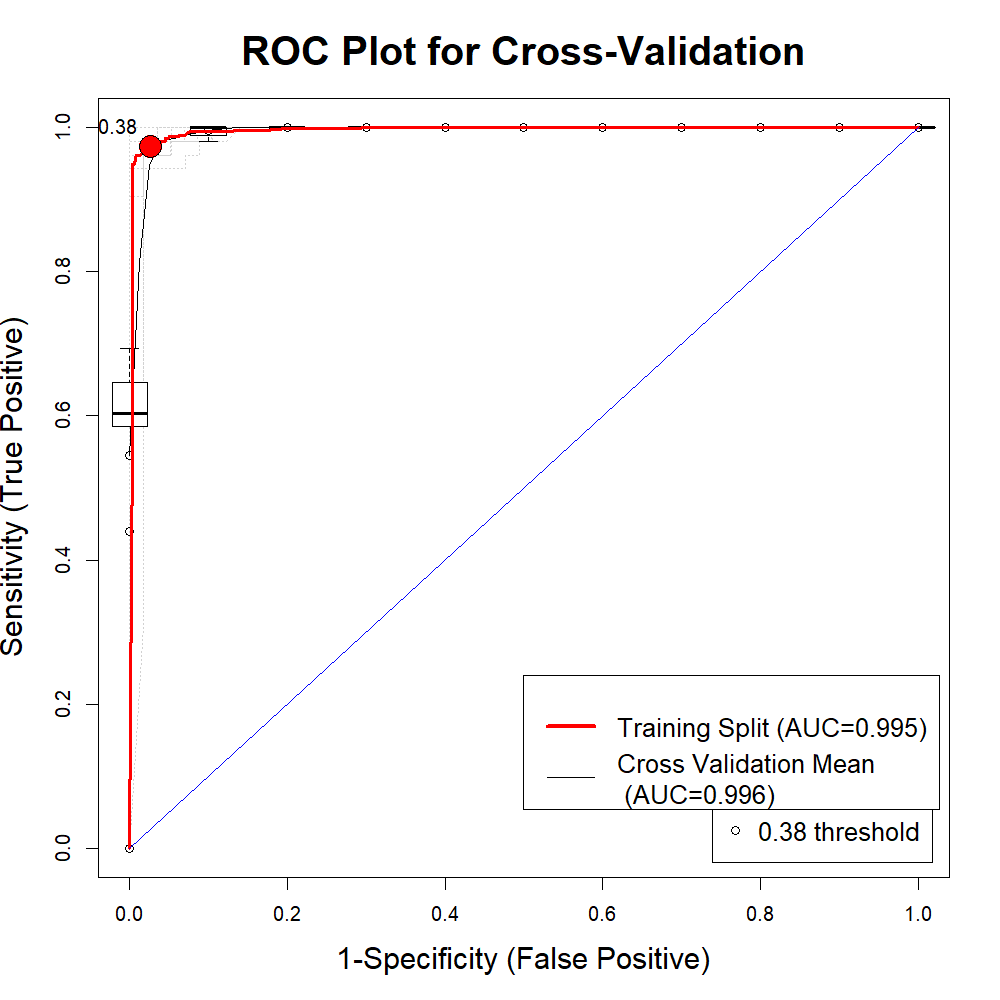 ROC Plot for Cross-Validation
Sensitivity (True Positive)
1.0
0.8
0.6
0.4
0.2
0.0
0.38
Training Split (AUC=0.995)
Cross Validation Mean
(AUC=0.996)
0.38 threshold
0.0 0.2 0.4 0.6 0.8 1.0
1-Specificity (False Positive)